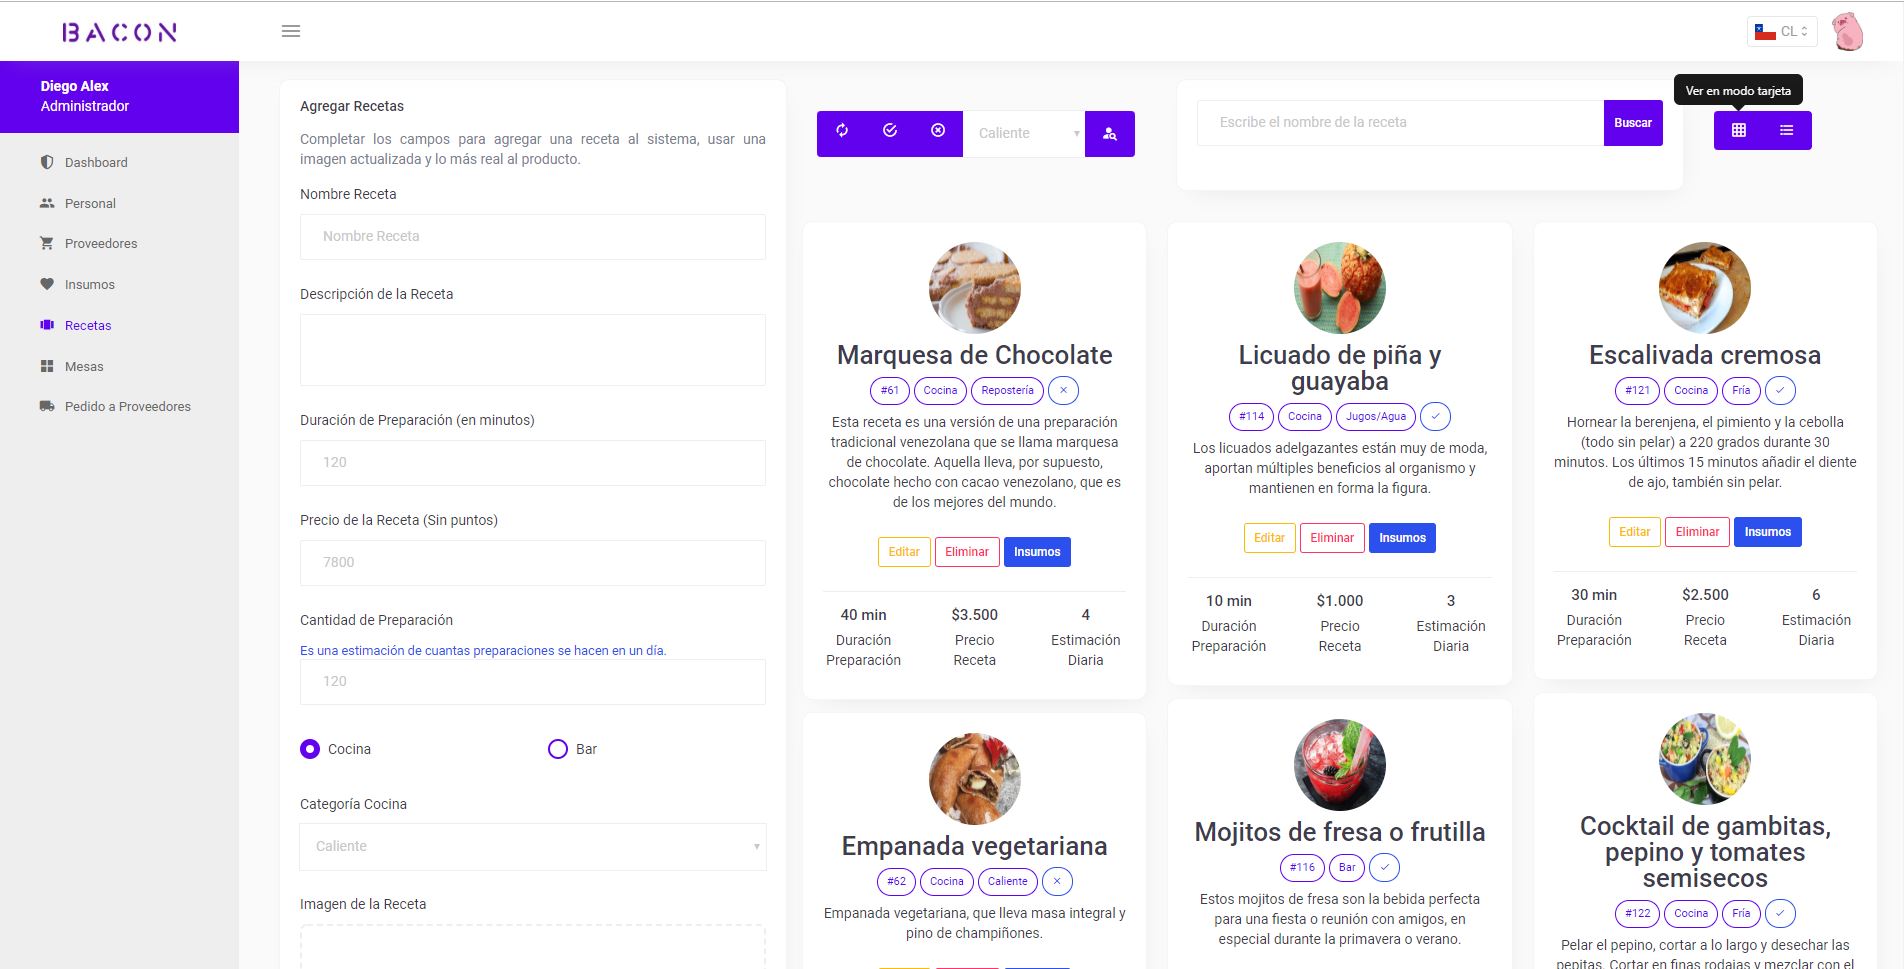 BACON
CL
Diego Alex
Administrador
Dashboard
Personal
Proveedores
Insumos
Recetas
Mesas
Pedido a Proveedores
Agregar Recetas
Completar los campos para agregar una receta al sistema, usar una
imagen actualizada y lo más real al producto.
Nombre Receta
Nombre Receta
Descripción de la Receta
Duración de Preparación (en minutos)
120
Precio de la Receta (Sin puntos)
7800
Cantidad de Preparación
Es una estimación de cuantas preparaciones se hacen en un día.
120
Cocina
Bar
Categoría Cocina
Caliente
Imagen de la Receta
Caliente
Escribe el nombre de la receta
Buscar
Ver en modo tarjeta
Marquesa de Chocolate
#61 Cocina Repostería
Esta receta es una versión de una preparación
tradicional venezolana que se llama marquesa
de chocolate. Aquella lleva, por supuesto,
chocolate hecho con cacao venezolano, que es
de los mejores del mundo.
Editar Eliminar Insumos
40 min $3.500 4
Duración Precio Estimación
Preparación Receta Diaria
Licuado de piña y
guayaba
#114 Cocina Jugos/Agua
Los licuados adelgazantes están muy de moda,
aportan múltiples beneficios al organismo y
mantienen en forma la figura.
Editar Eliminar Insumos
10 min $1.000 3
Duración Precio Estimación
Preparación Receta Diaria
Escalivada cremosa
#121 Cocina Fría
Hornear la berenjena, el pimiento y la cebolla
(todo sin pelar) a 220 grados durante 30
minutos. Los últimos 15 minutos añadir el diente
de ajo, también sin pelar.
Editar Eliminar Insumos
30 min $2.500 6
Duración Precio Estimación
Preparación Receta Diaria
Empanada vegetariana
#62 Cocina Caliente
Empanada vegetariana, que lleva masa integral y
pino de champiñones.
Mojitos de fresa o frutilla
#116 Bar
Estos mojitos de fresa son la bebida perfecta
para una fiesta o reunión con amigos, en
especial durante la primavera o verano.
Cocktail de gambitas,
pepino y tomates
semisecos
#122 Cocina Fría
Pelar el pepino, cortar a lo largo y desechar las
pepitas. Cortar en finas rodajas y mezclar con el